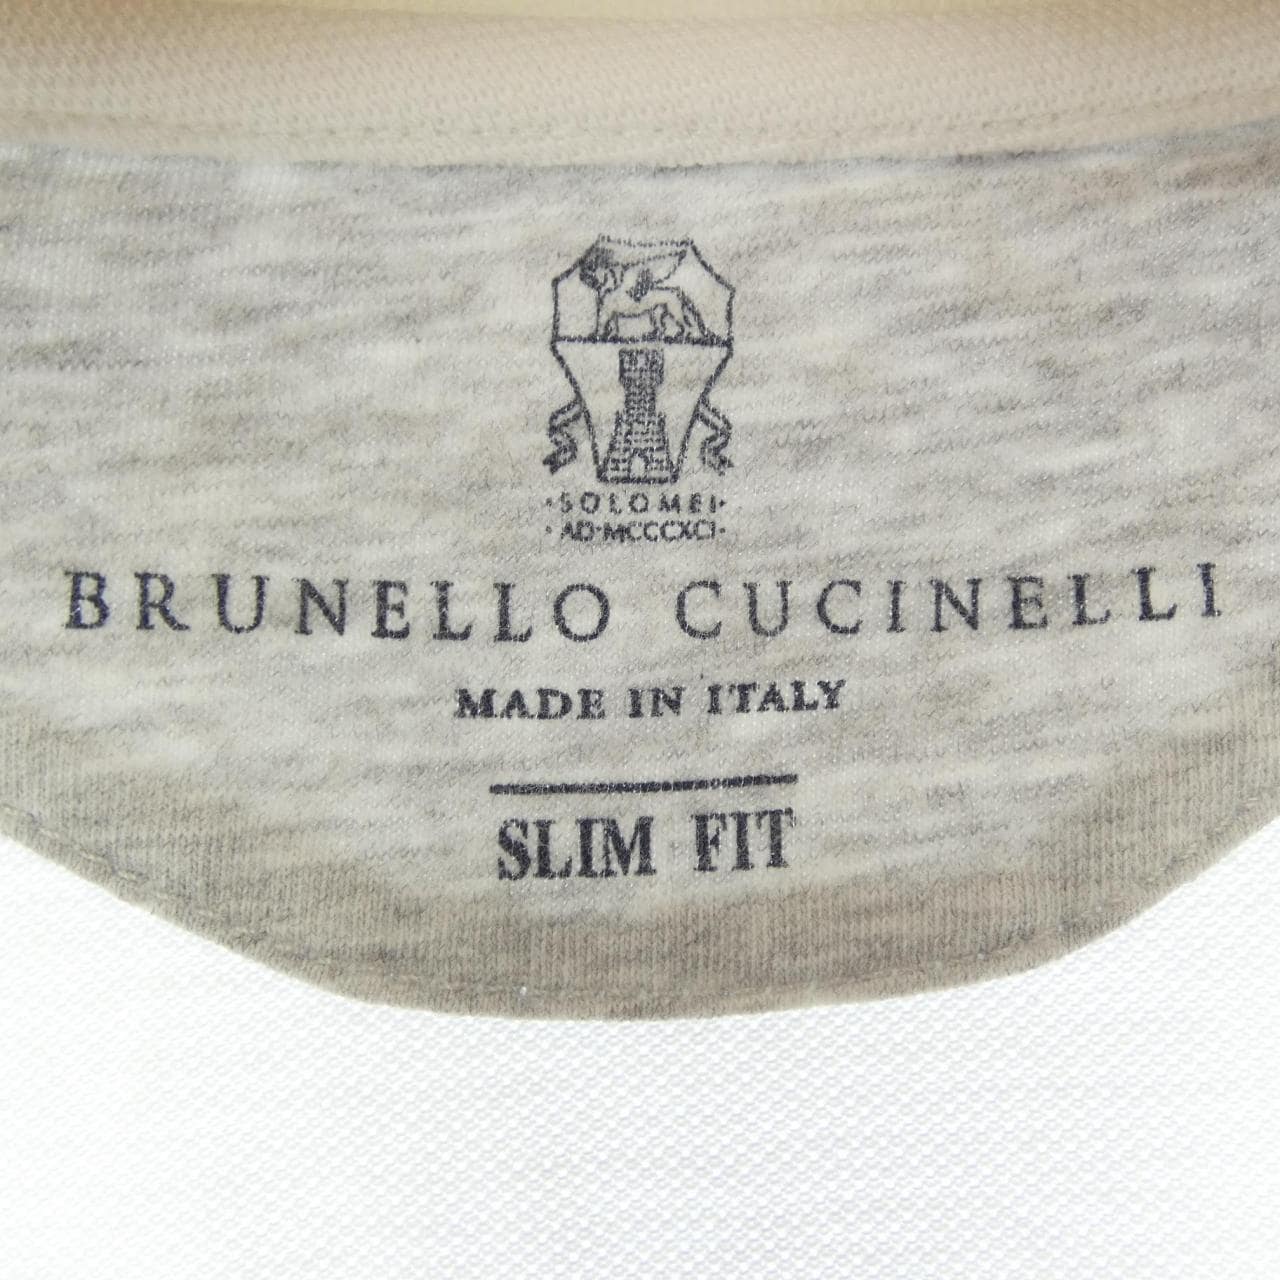 ·SOLOMEI·
·AD·MCCCXCI·
BRUNELLO CUCINELLI
MADE IN ITALY
SLIM FIT